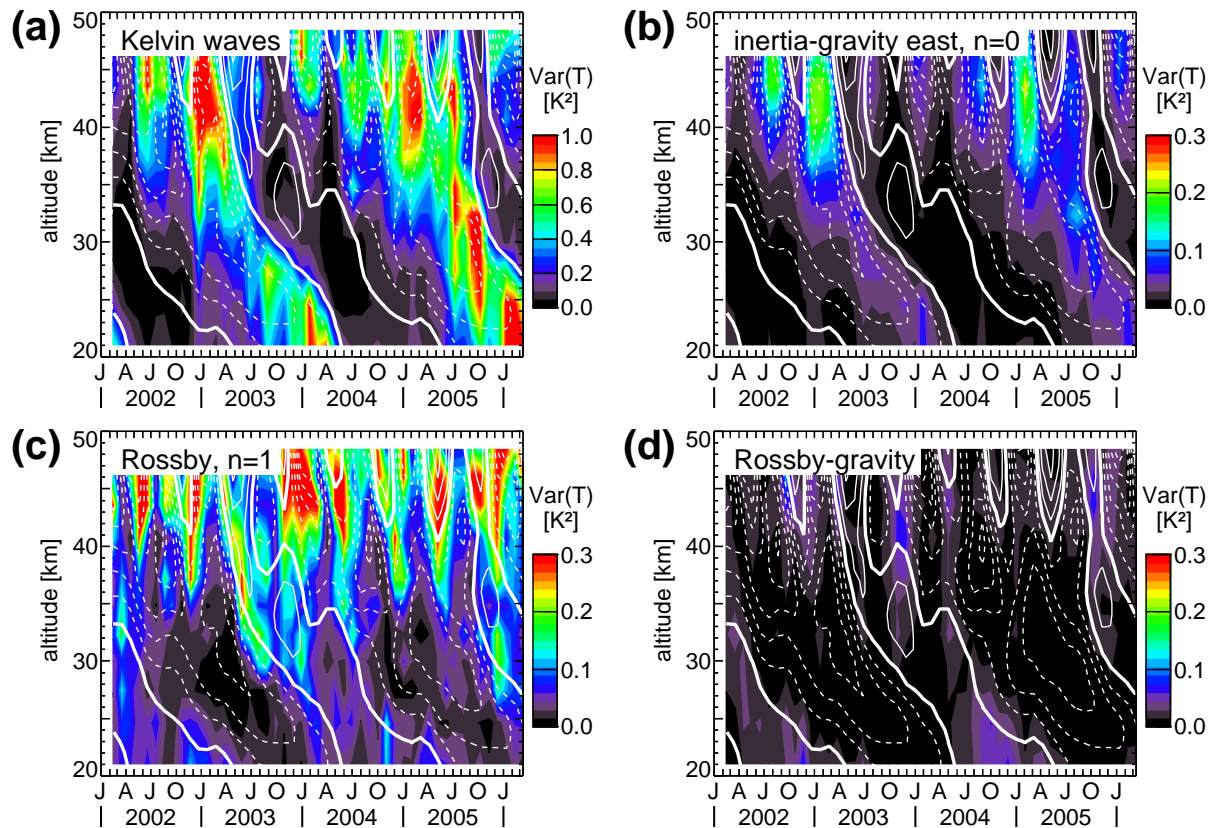 (a)
Kelvin waves
50
40
30
20
altitude [km]
J A J O J A J O J A J O J A J O J
| 2002 | 2003 | 2004 | 2005 |
Var(T)
[K²]
1.0
0.8
0.6
0.4
0.2
0.0
(b)
inertia-gravity east, n=0
50
40
30
20
altitude [km]
J A J O J A J O J A J O J A J O J
| 2002 | 2003 | 2004 | 2005 |
Var(T)
[K²]
0.3
0.2
0.1
0.0
(c)
Rossby, n=1
50
40
30
20
altitude [km]
J A J O J A J O J A J O J A J O J
| 2002 | 2003 | 2004 | 2005 |
Var(T)
[K²]
0.3
0.2
0.1
0.0
(d)
Rossby-gravity
50
40
30
20
altitude [km]
J A J O J A J O J A J O J A J O J
| 2002 | 2003 | 2004 | 2005 |
Var(T)
[K²]
0.3
0.2
0.1
0.0